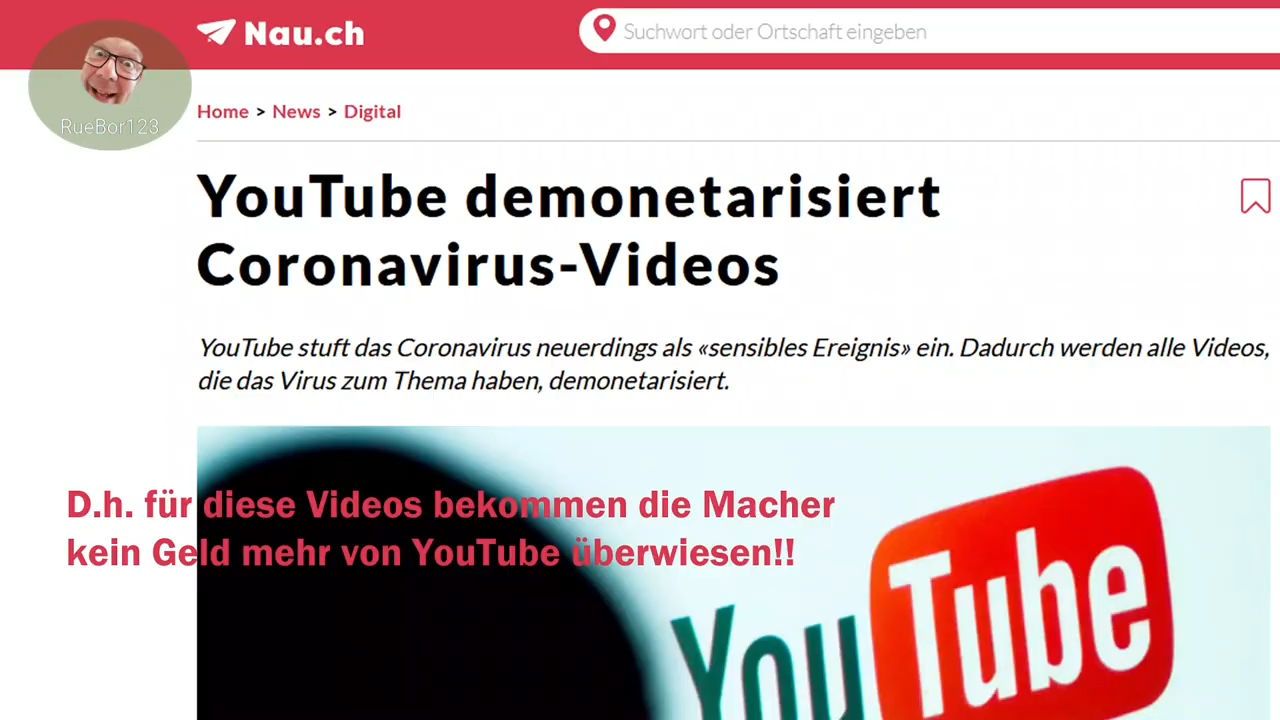 Nau.ch
Suchwort oder Ortschaft eingeben
RueBor123
Home > News > Digital
YouTube demonetarisiert
Coronavirus-Videos
YouTube stuft das Coronavirus neuerdings als «sensibles Ereignis» ein. Dadurch werden alle Videos,
die das Virus zum Thema haben, demonetarisiert.
D.h. für diese Videos bekommen die Macher
kein Geld mehr von YouTube überwiesen!!
YouTube